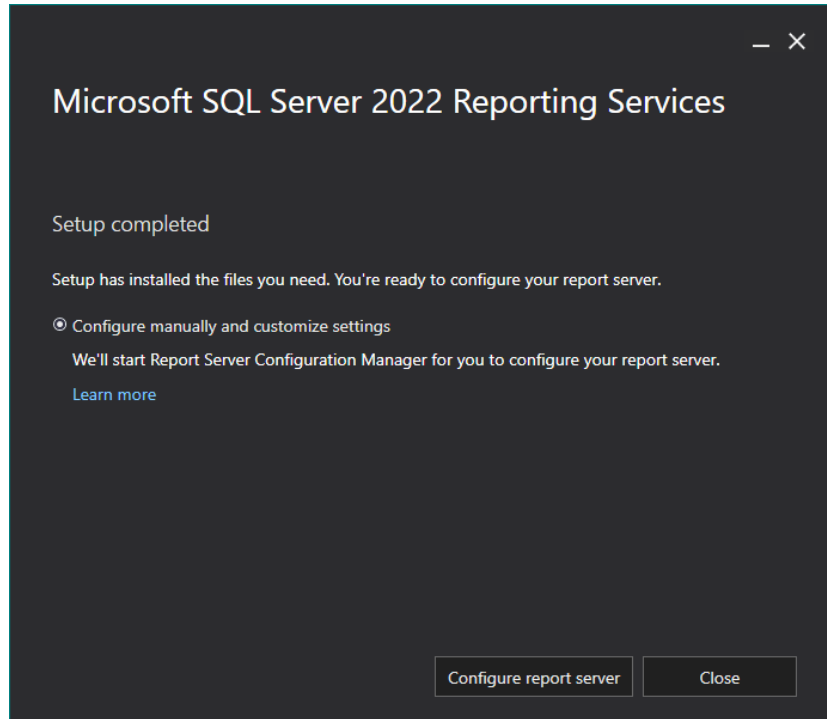 Microsoft SQL Server 2022 Reporting Services
Setup completed
Setup has installed the files you need. You're ready to configure your report server.
Configure manually and customize settings
We'll start Report Server Configuration Manager for you to configure your report server.
Learn more
Configure report server
Close